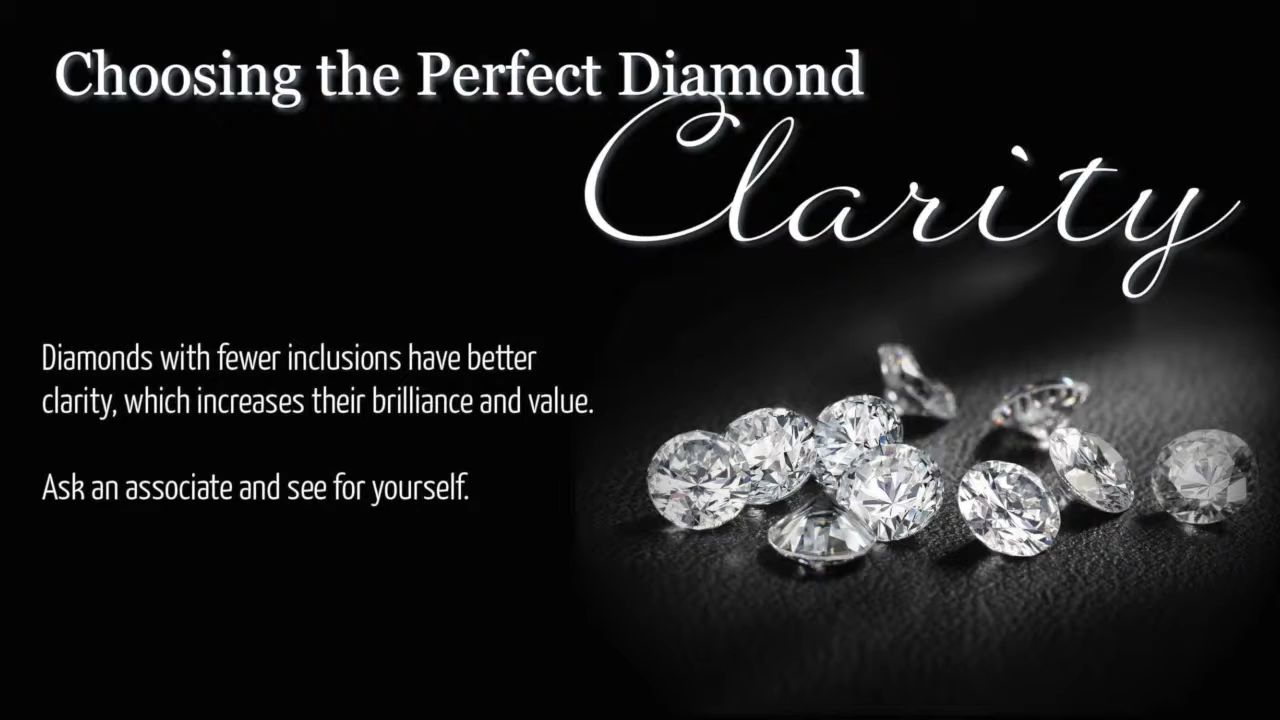 Choosing the Perfect Diamond
Clarity
Diamonds with fewer inclusions have better
clarity, which increases their brilliance and value.
Ask an associate and see for yourself.